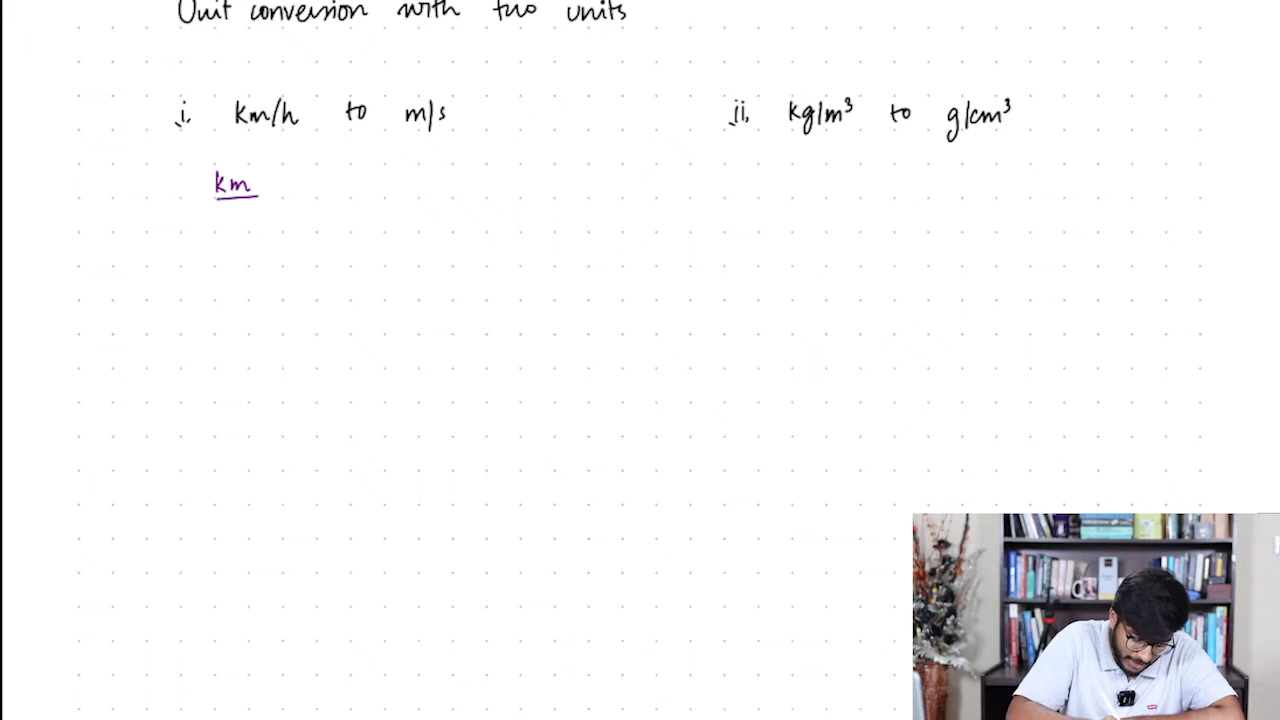 Unit conversion with two units
i. km/h to m/s
ii. kg/m³ to g/cm³
km